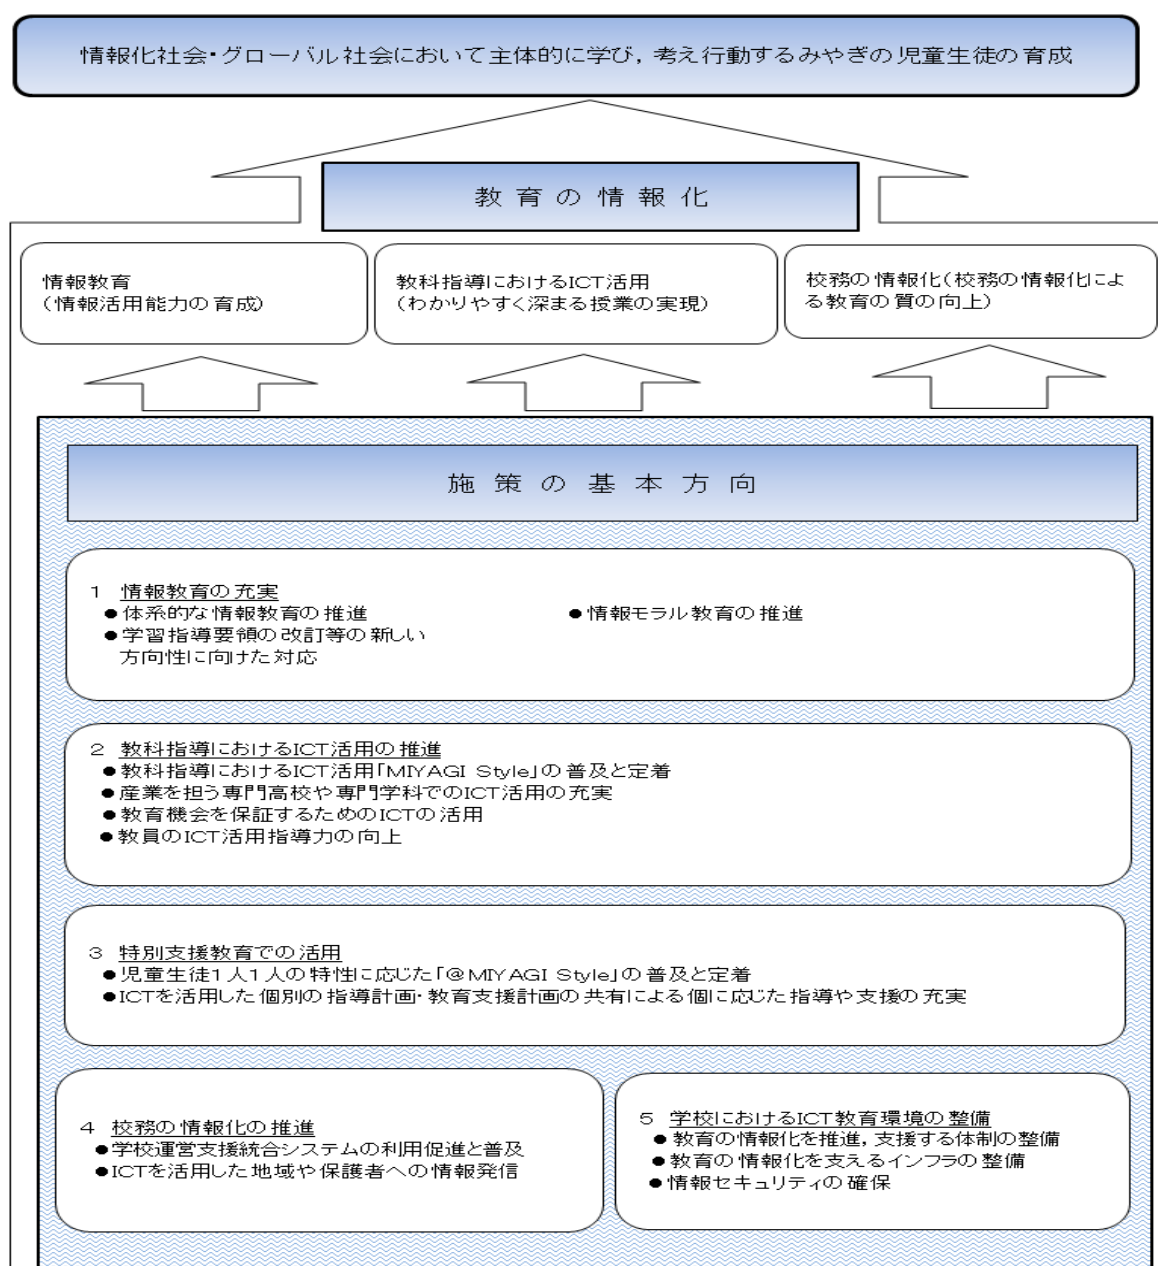 情報化社会・グローバル社会において主体的に学び，考え行動するみやぎの児童生徒の育成
教育の情報化
情報教育
（情報活用能力の育成）
教科指導におけるICT活用
（わかりやすく深まる授業の実現）
校務の情報化（校務の情報化によ
る教育の質の向上）
施策の基本方向
１　情報教育の充実
●体系的な情報教育の推進
●情報モラル教育の推進
●学習指導要領の改訂等の新しい
方向性に向けた対応
２　教科指導におけるICT活用の推進
●教科指導におけるICT活用「MIYAGI Style」の普及と定着
●産業を担う専門高校や専門学科でのICT活用の充実
●教育機会を保証するためのICTの活用
●教員のICT活用指導力の向上
３　特別支援教育での活用
●児童生徒１人１人の特性に応じた「＠MIYAGI Style」の普及と定着
●ICTを活用した個別の指導計画・教育支援計画の共有による個に応じた指導や支援の充実
４　校務の情報化の推進
●学校運営支援統合システムの利用促進と普及
●ICTを活用した地域や保護者への情報発信
５　学校におけるICT教育環境の整備
●教育の情報化を推進，支援する体制の整備
●教育の情報化を支えるインフラの整備
●情報セキュリティの確保